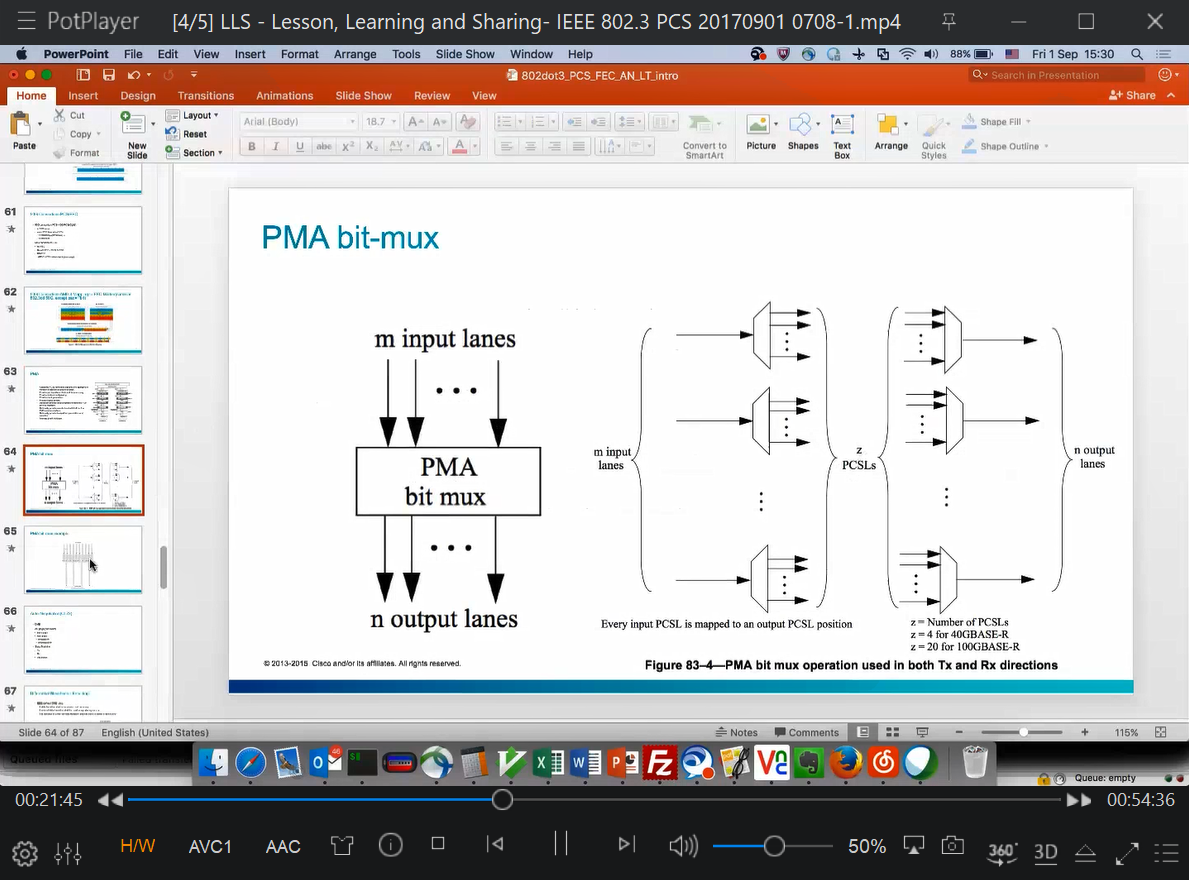 PotPlayer
[4/5] LLS - Lesson, Learning and Sharing- IEEE 802.3 PCS 20170901 0708-1.mp4
PowerPoint File Edit View Insert Format Arrange Tools Slide Show Window Help
88% Fri 1 Sep 15:30
802dot3_PCS_FEC_AN_LT_intro
Search in Presentation
Home Insert Design Transitions Animations Slide Show Review View
Share
Paste
Cut
Copy
Format
New Slide
Layout
Reset
Section
Arial (Body)
18.7
B I U abc X² X₂ AV Aa A
Convert to SmartArt
Picture
Shapes
Text Box
Arrange
Quick Styles
Shape Fill
Shape Outline
61
62
63
64
65
66
67
PMA bit-mux
m input lanes
PMA
bit mux
n output lanes
m input
lanes
z
PCSLs
n output
lanes
Every input PCSL is mapped to an output PCSL position
z = Number of PCSLs
z = 4 for 40GBASE-R
z = 20 for 100GBASE-R
Figure 83–4—PMA bit mux operation used in both Tx and Rx directions
© 2013-2015 Cisco and/or its affiliates. All rights reserved.
Slide 64 of 87
English (United States)
Notes
Comments
115%
46
Queued files
Queue: empty
00:21:45
00:54:36
H/W
AVC1
AAC
50%
360°
3D